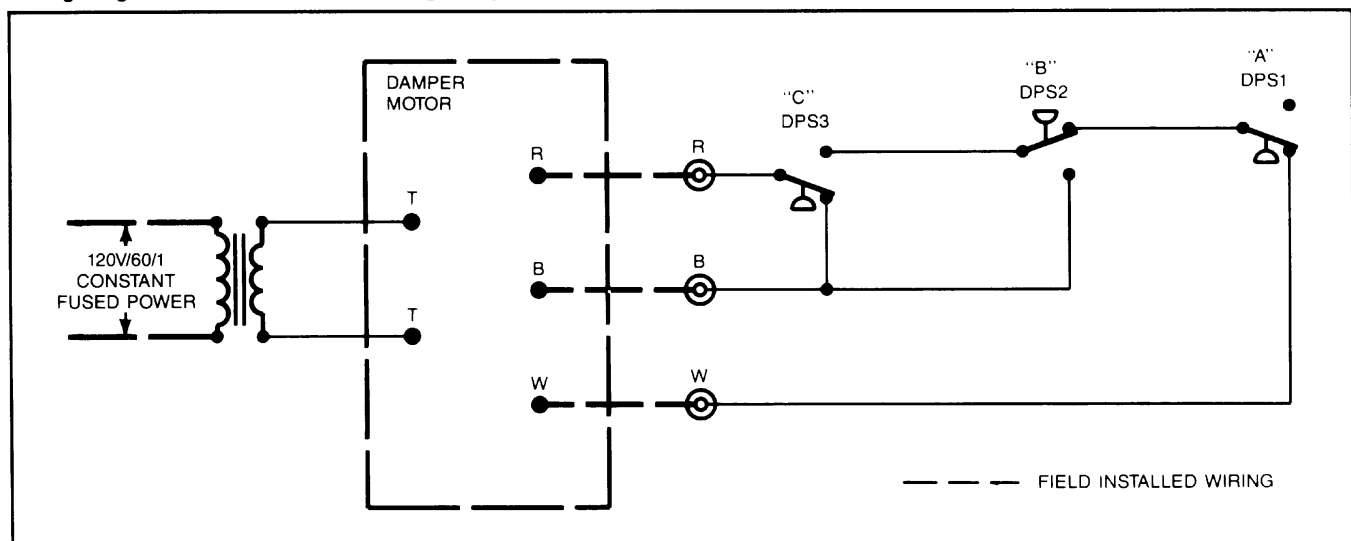 DAMPER
MOTOR
"A"
DPS1
"B"
DPS2
"C"
DPS3
R
R
T
120V/60/1
CONSTANT
FUSED POWER
B
B
T
W
W
FIELD INSTALLED WIRING